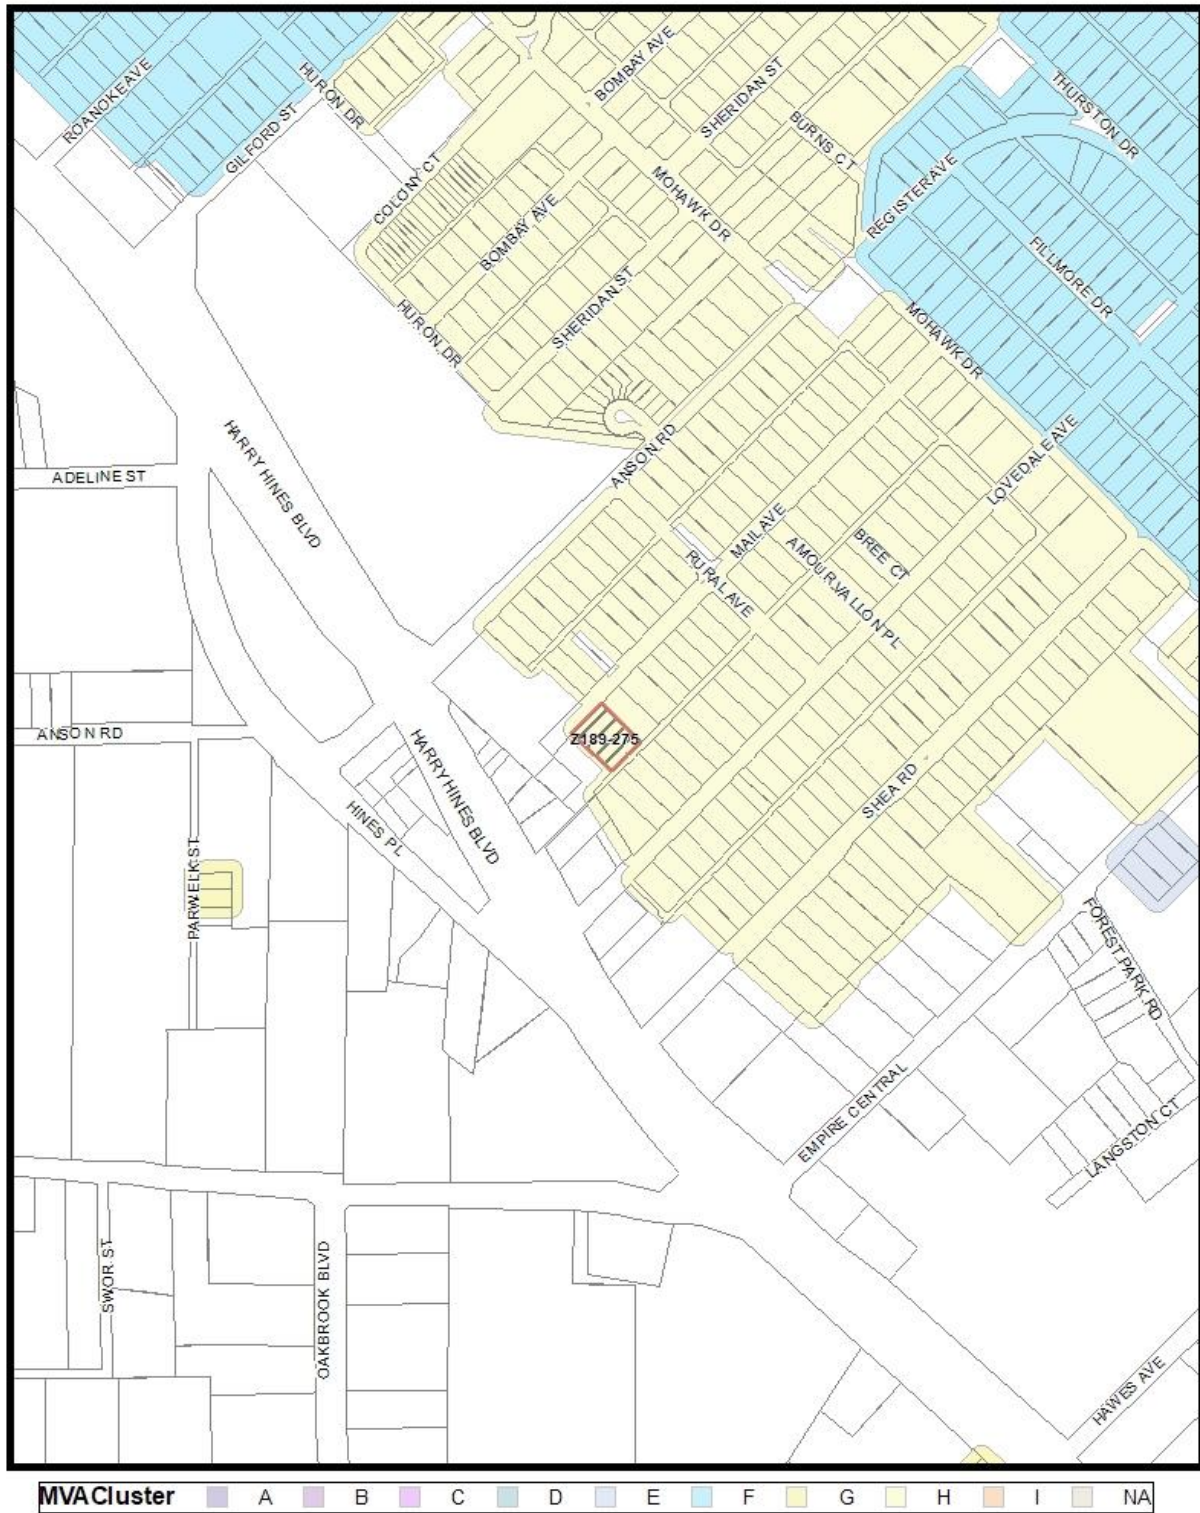 ROANOKE AVE
HURON DR
GILFORD ST
BOMBAY AVE
SHERIDAN ST
BURNS CT
THURSTON DR
COLONY CT
MOHAWK DR
REGISTER AVE
BOMBAY AVE
FILLMORE DR
HURON DR
SHERIDAN ST
MOHAWK DR
HARRY HINES BLVD
ANSON RD
LOVEDALE AVE
ADELINE ST
MAIL AVE
BREE CT
RURAL AVE
AMOUR VALLON PL
ANSON RD
Z189-275
HARRY HINES BLVD
SHEA RD
HINES PL
PARWELK ST
FOREST PARK RD
EMPIRE CENTRAL
LANGSTON CT
SWOR ST
OAKBROOK BLVD
HAWES AVE
MVACluster A B C D E F G H I NA